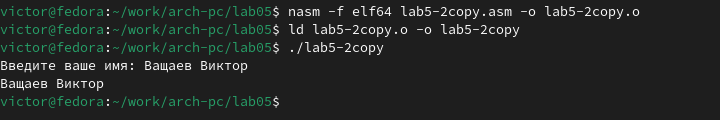 victor@fedora:~/work/arch-pc/lab05$ nasm -f elf64 lab5-2copy.asm -o lab5-2copy.o
victor@fedora:~/work/arch-pc/lab05$ ld lab5-2copy.o -o lab5-2copy
victor@fedora:~/work/arch-pc/lab05$ ./lab5-2copy
Введите ваше имя: Ващаев Виктор
Ващаев Виктор
victor@fedora:~/work/arch-pc/lab05$